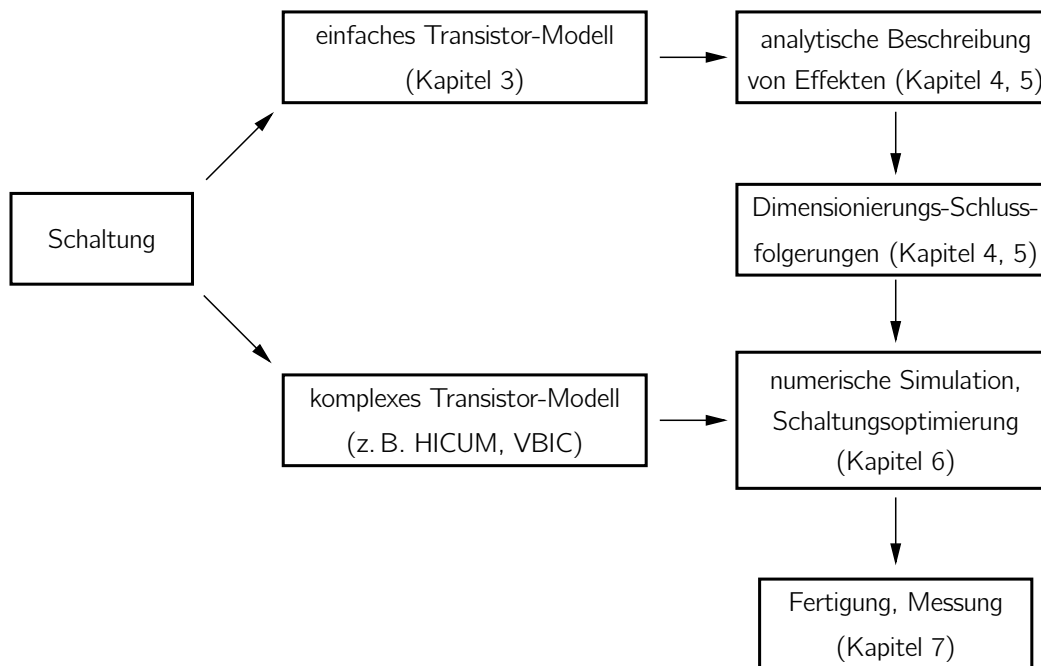 einfaches Transistor-Modell
(Kapitel 3)
analytische Beschreibung
von Effekten (Kapitel 4, 5)
Schaltung
Dimensionierungs-Schluss-
folgerungen (Kapitel 4, 5)
komplexes Transistor-Modell
(z. B. HICUM, VBIC)
numerische Simulation,
Schaltungsoptimierung
(Kapitel 6)
Fertigung, Messung
(Kapitel 7)